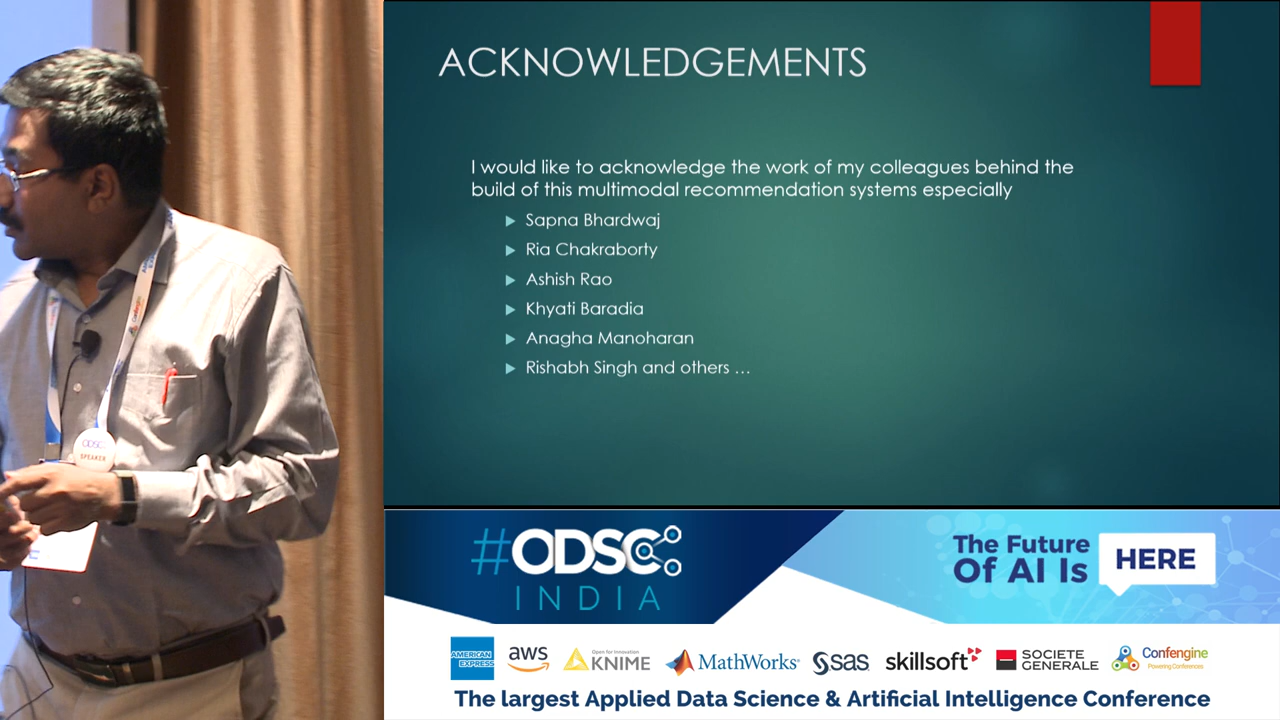 ACKNOWLEDGEMENTS
I would like to acknowledge the work of my colleagues behind the
build of this multimodal recommendation systems especially
Sapna Bhardwaj
Ria Chakraborty
Ashish Rao
Khyati Baradia
Anagha Manoharan
Rishabh Singh and others …
ODSC
SPEAKER
#ODSC
INDIA
The Future
Of AI Is
HERE
AMERICAN
EXPRESS
aws
Open for Innovation
KNIME
MathWorks
sas
skillsoft
SOCIETE
GENERALE
Confengine
Powering Conferences
The largest Applied Data Science & Artificial Intelligence Conference